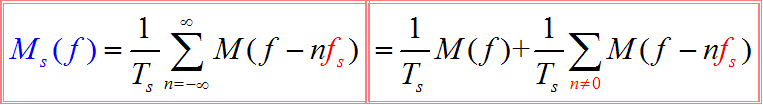 $M_s(f) = \frac{1}{T_s} \sum_{n=-\infty}^{\infty} M(f - nf_s) = \frac{1}{T_s} M(f) + \frac{1}{T_s} \sum_{n \neq 0} M(f - nf_s)$